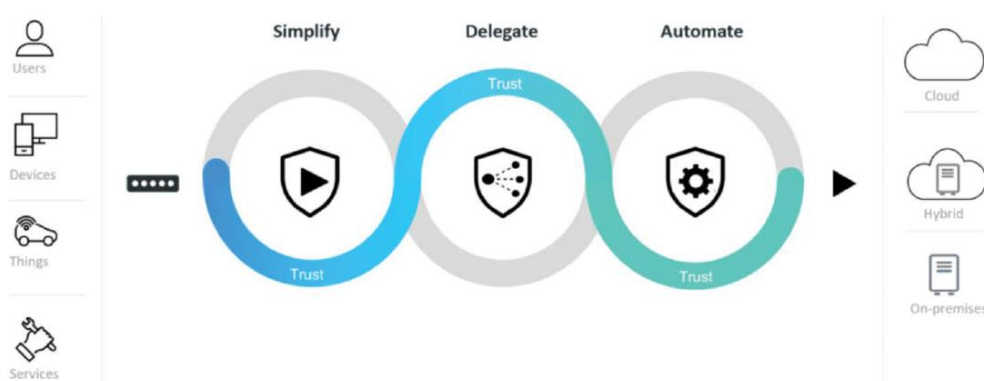 Users
Devices
Things
Services
Simplify
Delegate
Automate
Trust
Trust
Trust
Cloud
Hybrid
On-premises